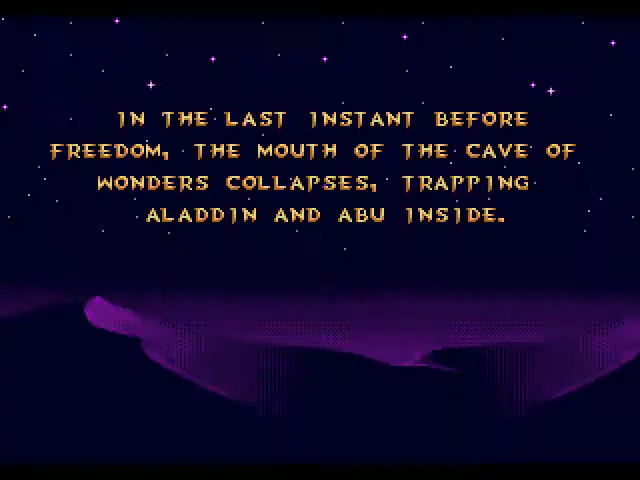 IN THE LAST INSTANT BEFORE
FREEDOM, THE MOUTH OF THE CAVE OF
WONDERS COLLAPSES, TRAPPING
ALADDIN AND ABU INSIDE.